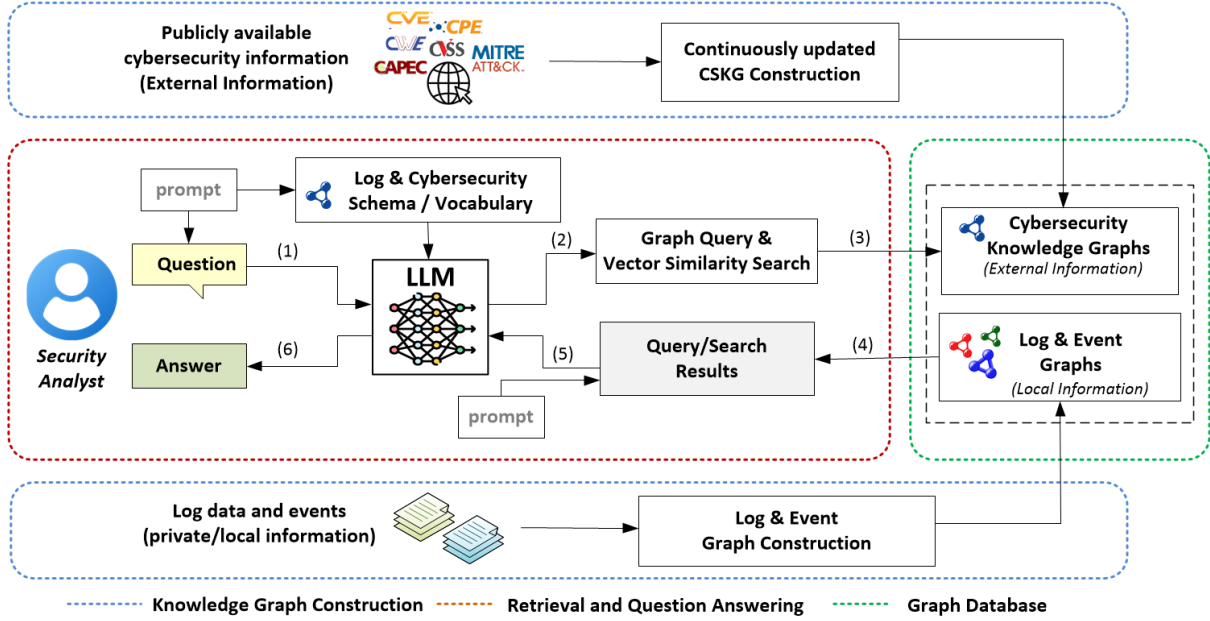 Publicly available
cybersecurity information
(External Information)
CVE
CPE
CWE
CVSS
MITRE
ATT&CK
CAPEC
Continuously updated
CSKG Construction
prompt
Log & Cybersecurity
Schema / Vocabulary
Question
(1)
LLM
(2)
Graph Query &
Vector Similarity Search
(3)
Cybersecurity
Knowledge Graphs
(External Information)
Security
Analyst
Answer
(6)
(5)
prompt
Query/Search
Results
(4)
Log & Event
Graphs
(Local Information)
Log data and events
(private/local information)
Log & Event
Graph Construction
Knowledge Graph Construction
Retrieval and Question Answering
Graph Database